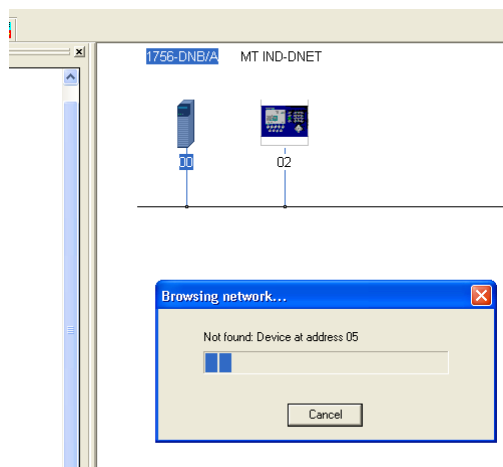 1756-DNB/A MT IND-DNET
00 02
Browsing network...
Not found: Device at address 05
Cancel